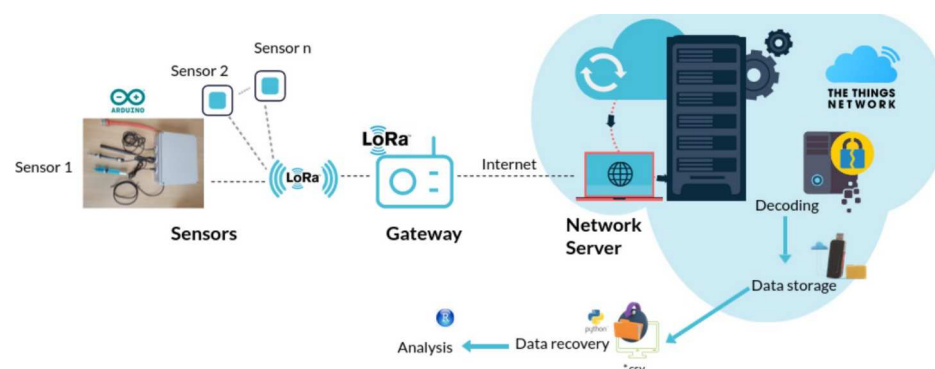 Sensor n
Sensor 2
ARDUINO
Sensor 1
LoRa
LoRa
Internet
Sensors
Gateway
Network
Server
THE THINGS
NETWORK
Decoding
Data storage
python
Data recovery
Analysis
R
*.csv